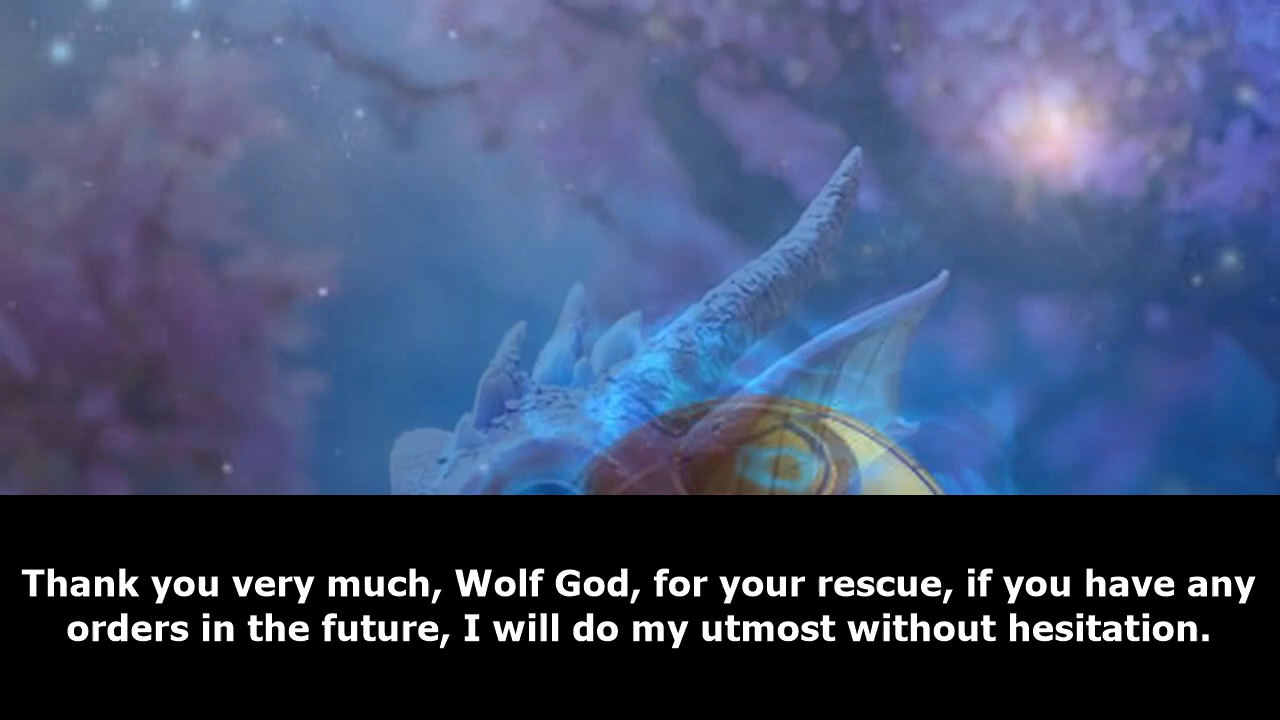 Thank you very much, Wolf God, for your rescue, if you have any
orders in the future, I will do my utmost without hesitation.